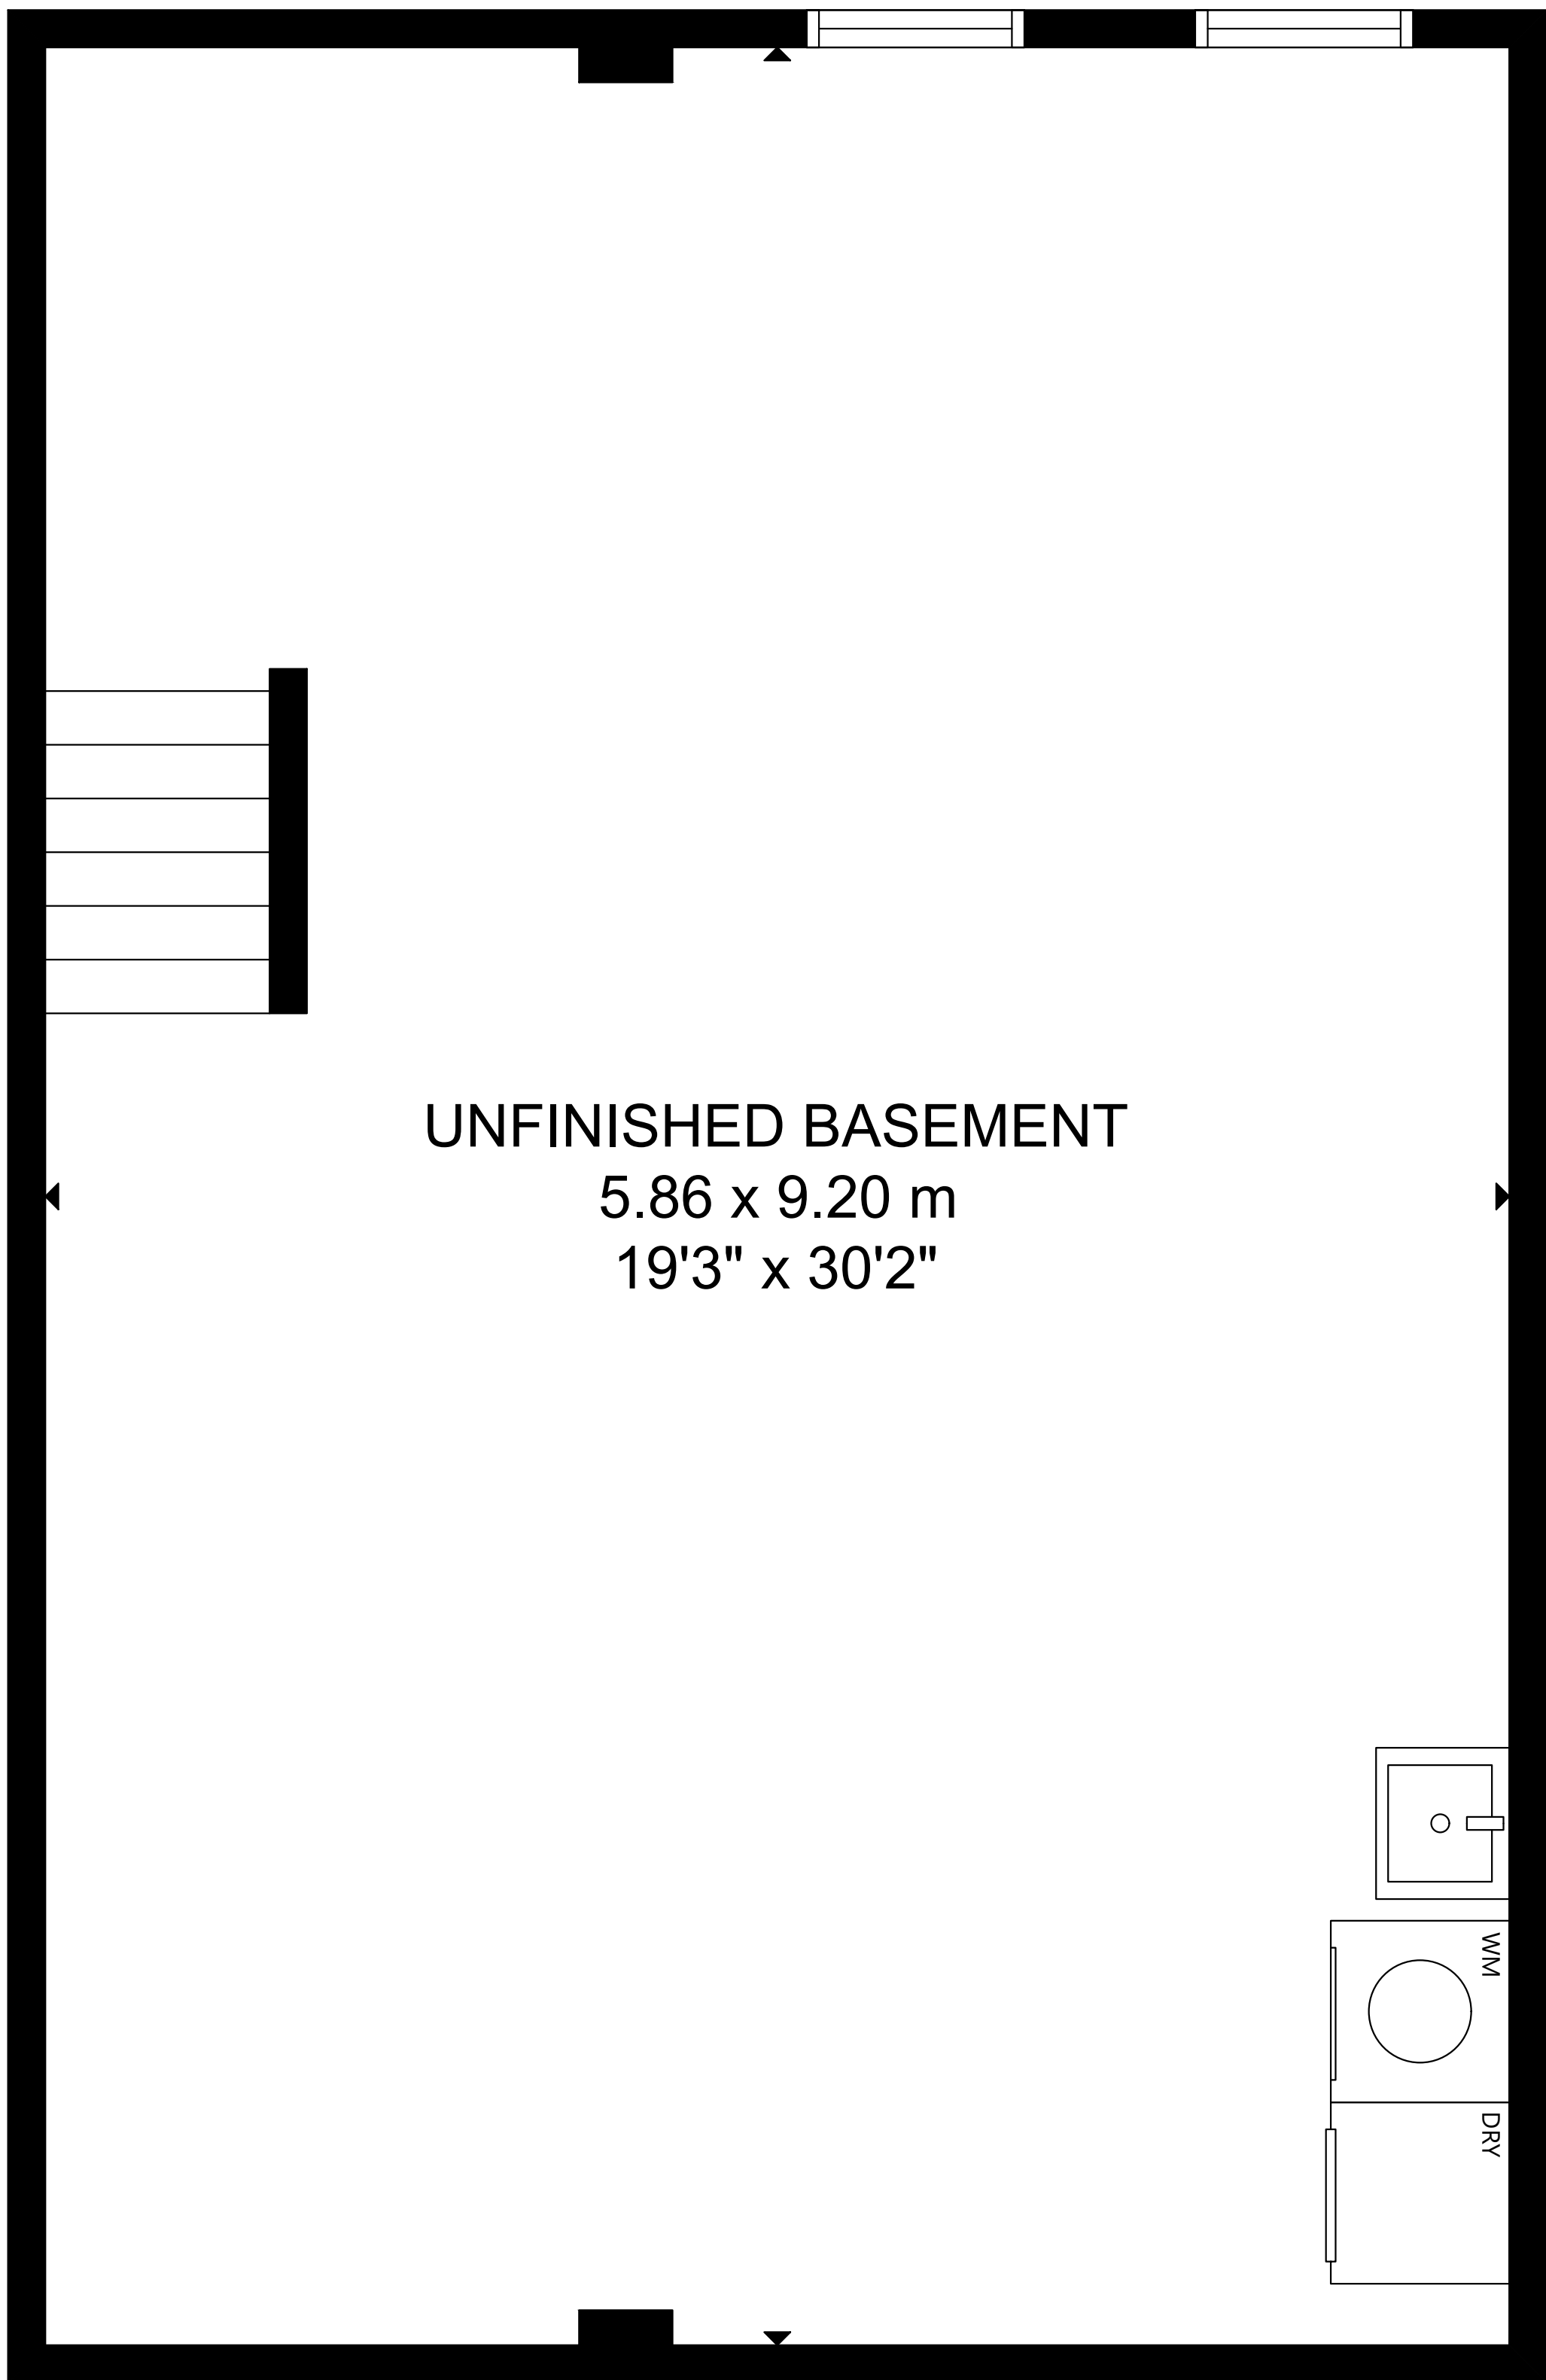 UNFINISHED BASEMENT
5.86 x 9.20 m
19'3" x 30'2"
WM
DRY